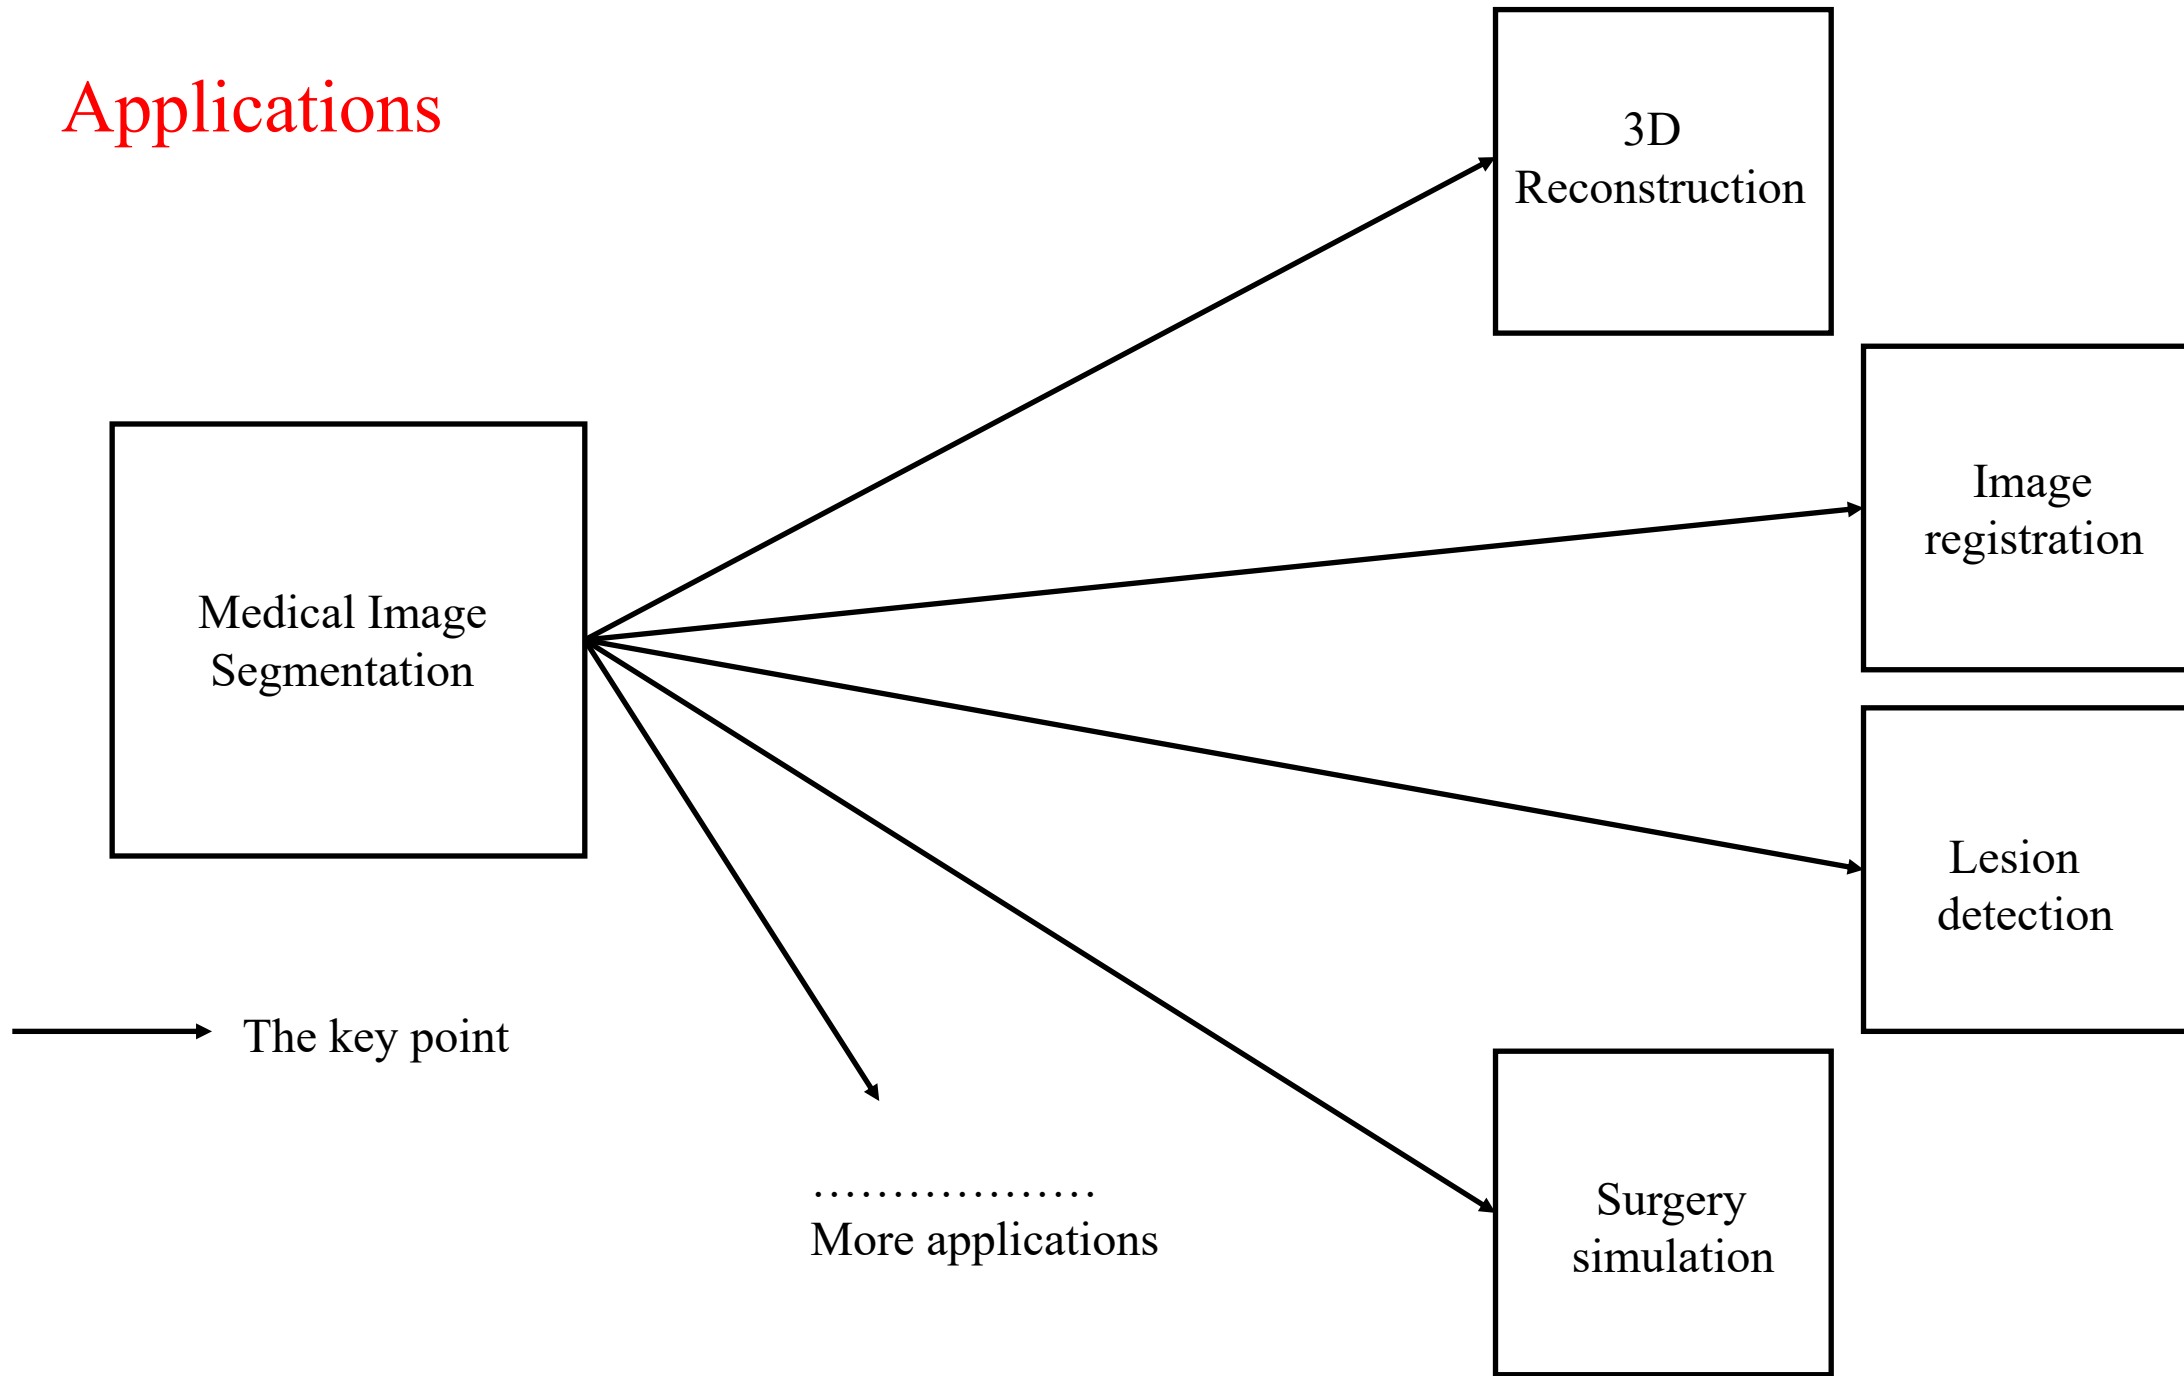 Applications
3D
Reconstruction
Image
registration
Medical Image
Segmentation
Lesion
detection
The key point
………………
More applications
Surgery
simulation